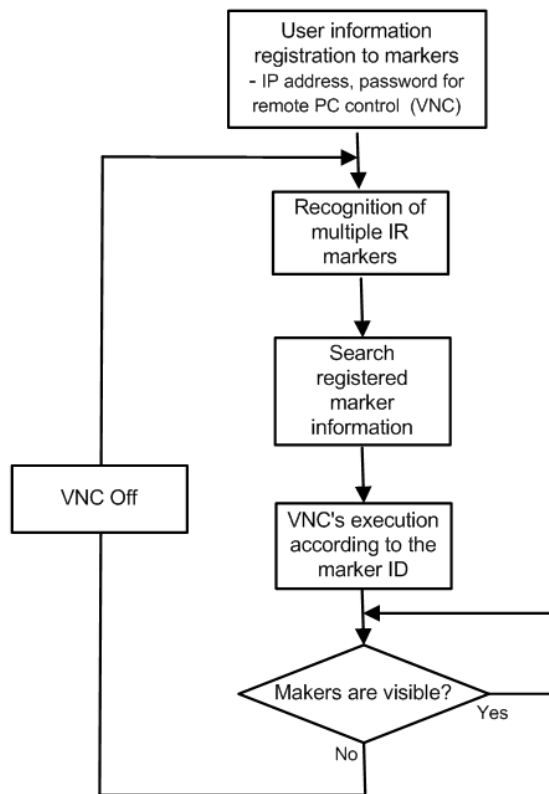 User information
registration to markers
- IP address, password for
remote PC control (VNC)
Recognition of
multiple IR
markers
Search
registered
marker
information
VNC Off
VNC's execution
according to the
marker ID
Makers are visible?
Yes
No